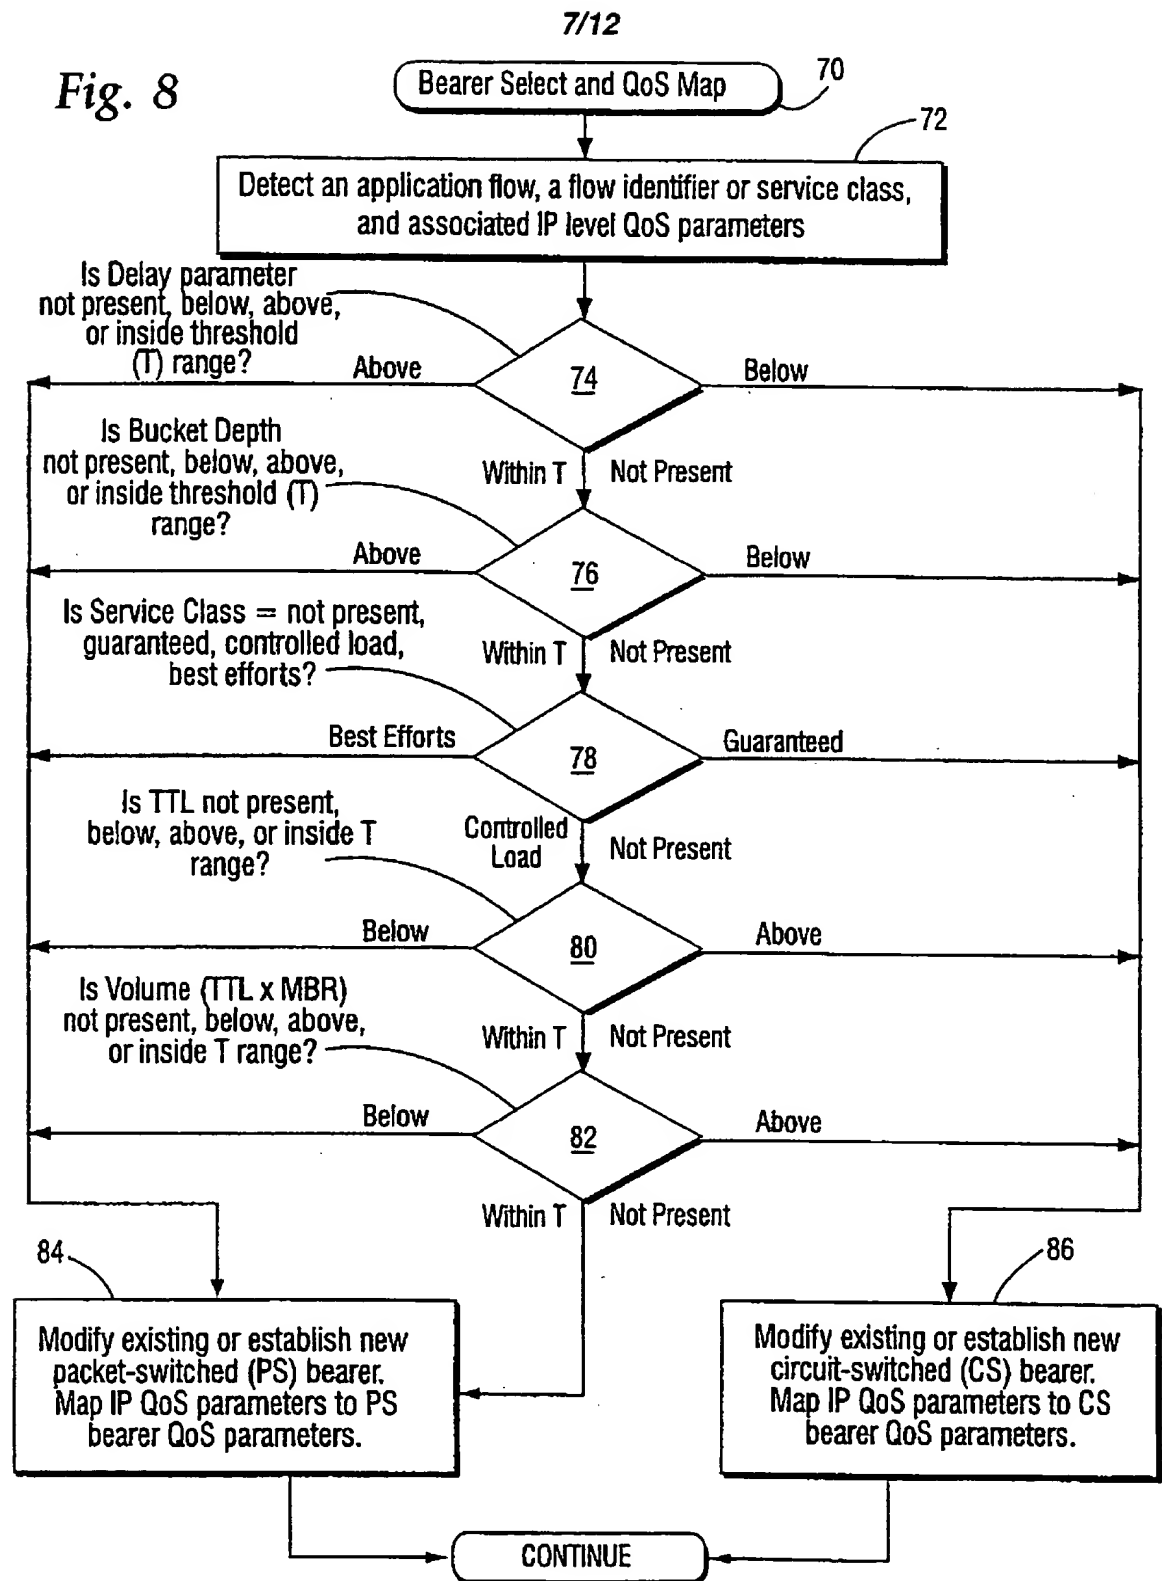 7/12
Fig. 8
Bearer Select and QoS Map
70
72
Detect an application flow, a flow identifier or service class,
and associated IP level QoS parameters
Is Delay parameter
not present, below, above,
or inside threshold
(T) range?
Above
74
Below
Within T
Not Present
Is Bucket Depth
not present, below, above,
or inside threshold (T)
range?
Above
76
Below
Within T
Not Present
Is Service Class = not present,
guaranteed, controlled load,
best efforts?
Best Efforts
78
Guaranteed
Controlled
Load
Not Present
Is TTL not present,
below, above, or inside T
range?
Below
80
Above
Within T
Not Present
Is Volume (TTL x MBR)
not present, below, above,
or inside T range?
Below
82
Above
Within T
Not Present
84
Modify existing or establish new
packet-switched (PS) bearer.
Map IP QoS parameters to PS
bearer QoS parameters.
86
Modify existing or establish new
circuit-switched (CS) bearer.
Map IP QoS parameters to CS
bearer QoS parameters.
CONTINUE